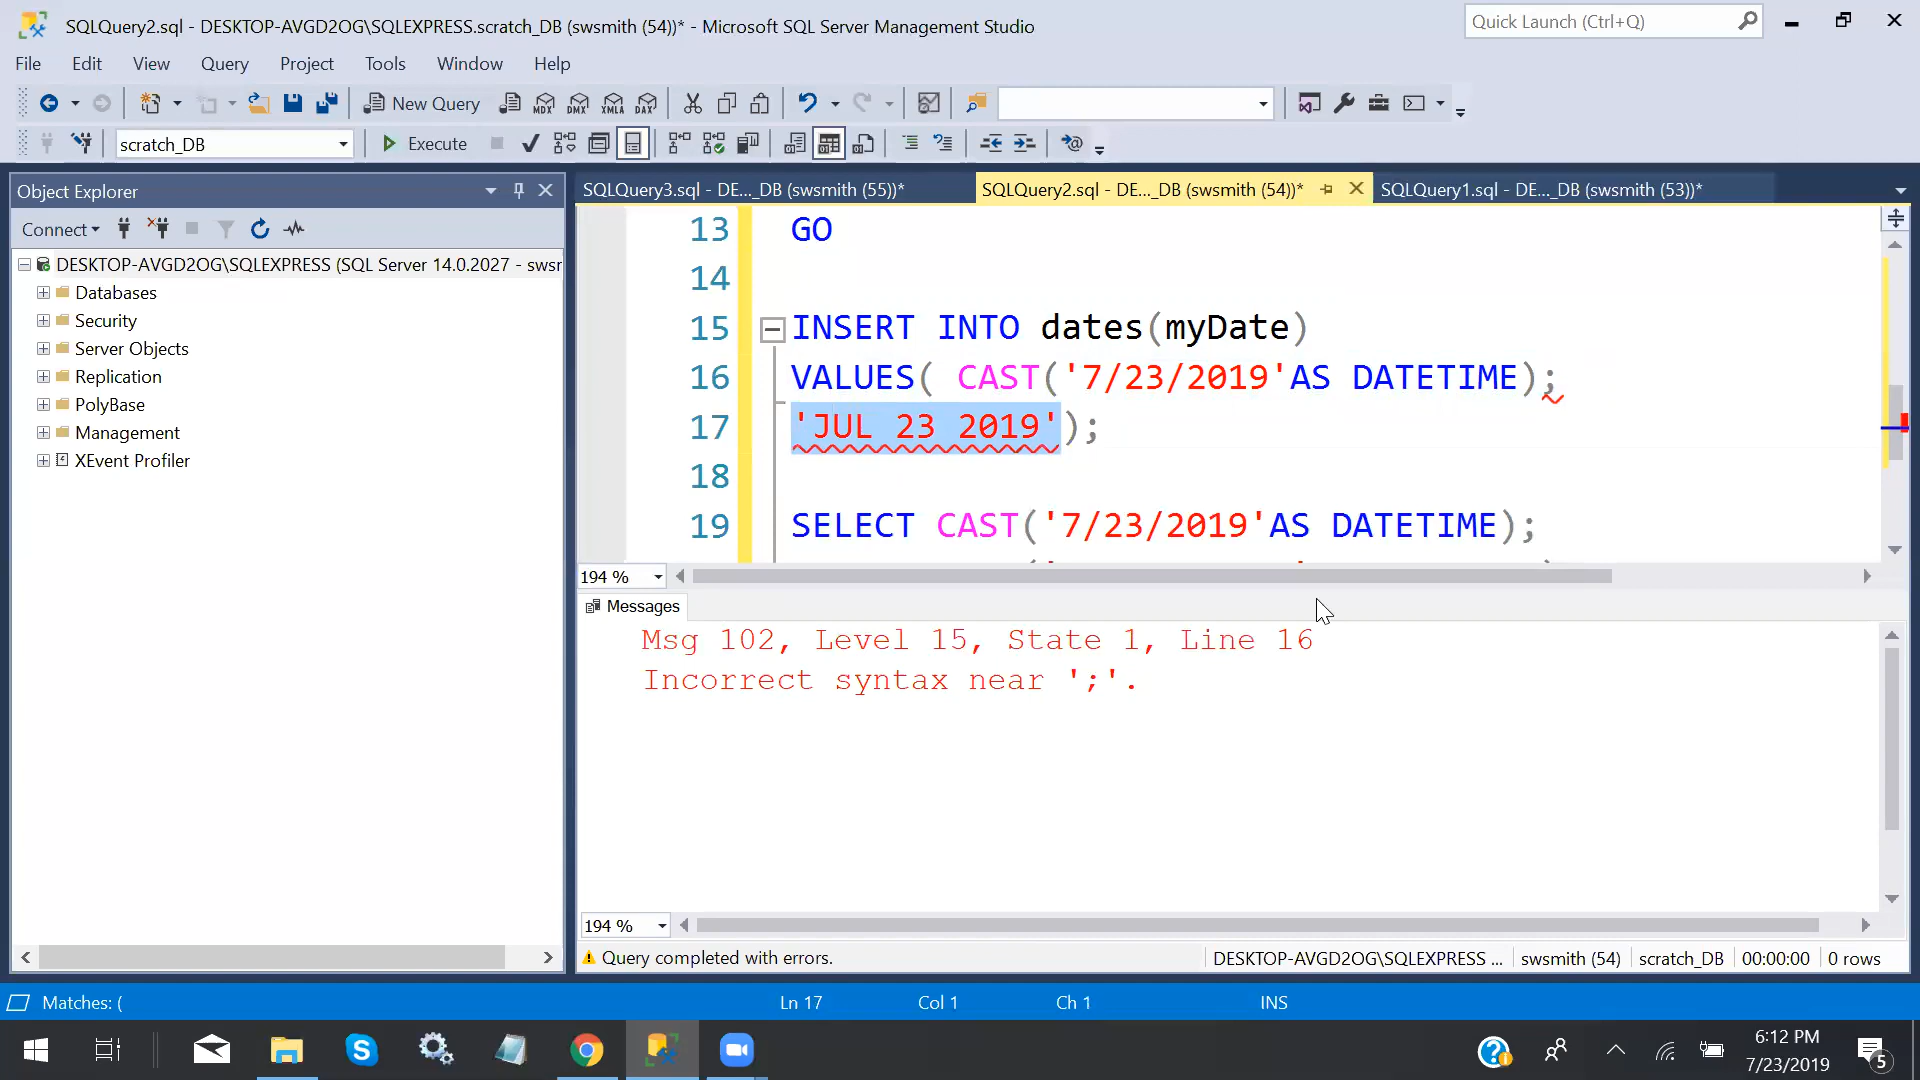 SQLQuery2.sql - DESKTOP-AVGD2OG\SQLEXPRESS.scratch_DB (swsmith (54))* - Microsoft SQL Server Management Studio
Quick Launch (Ctrl+Q)
File Edit View Query Project Tools Window Help
New Query MDX DMX XMLA DAX
scratch_DB Execute
Object Explorer
SQLQuery3.sql - DE..._DB (swsmith (55))* SQLQuery2.sql - DE..._DB (swsmith (54))* SQLQuery1.sql - DE..._DB (swsmith (53))*
Connect
DESKTOP-AVGD2OG\SQLEXPRESS (SQL Server 14.0.2027 - swsr
Databases
Security
Server Objects
Replication
PolyBase
Management
XEvent Profiler
13 GO
14
15 INSERT INTO dates(myDate)
16 VALUES( CAST('7/23/2019'AS DATETIME);
17 'JUL 23 2019');
18
19 SELECT CAST('7/23/2019'AS DATETIME);
194 %
Messages
Msg 102, Level 15, State 1, Line 16
Incorrect syntax near ';'.
194 %
Query completed with errors. DESKTOP-AVGD2OG\SQLEXPRESS ... swsmith (54) scratch_DB 00:00:00 0 rows
Matches: ( Ln 17 Col 1 Ch 1 INS
6:12 PM
7/23/2019
5